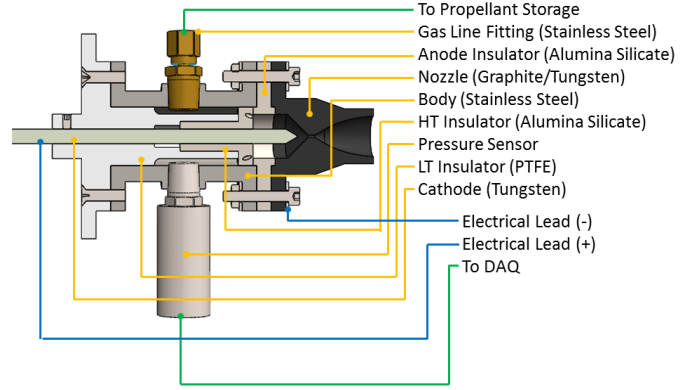 To Propellant Storage
Gas Line Fitting (Stainless Steel)
Anode Insulator (Alumina Silicate)
Nozzle (Graphite/Tungsten)
Body (Stainless Steel)
HT Insulator (Alumina Silicate)
Pressure Sensor
LT Insulator (PTFE)
Cathode (Tungsten)
Electrical Lead (-)
Electrical Lead (+)
To DAQ